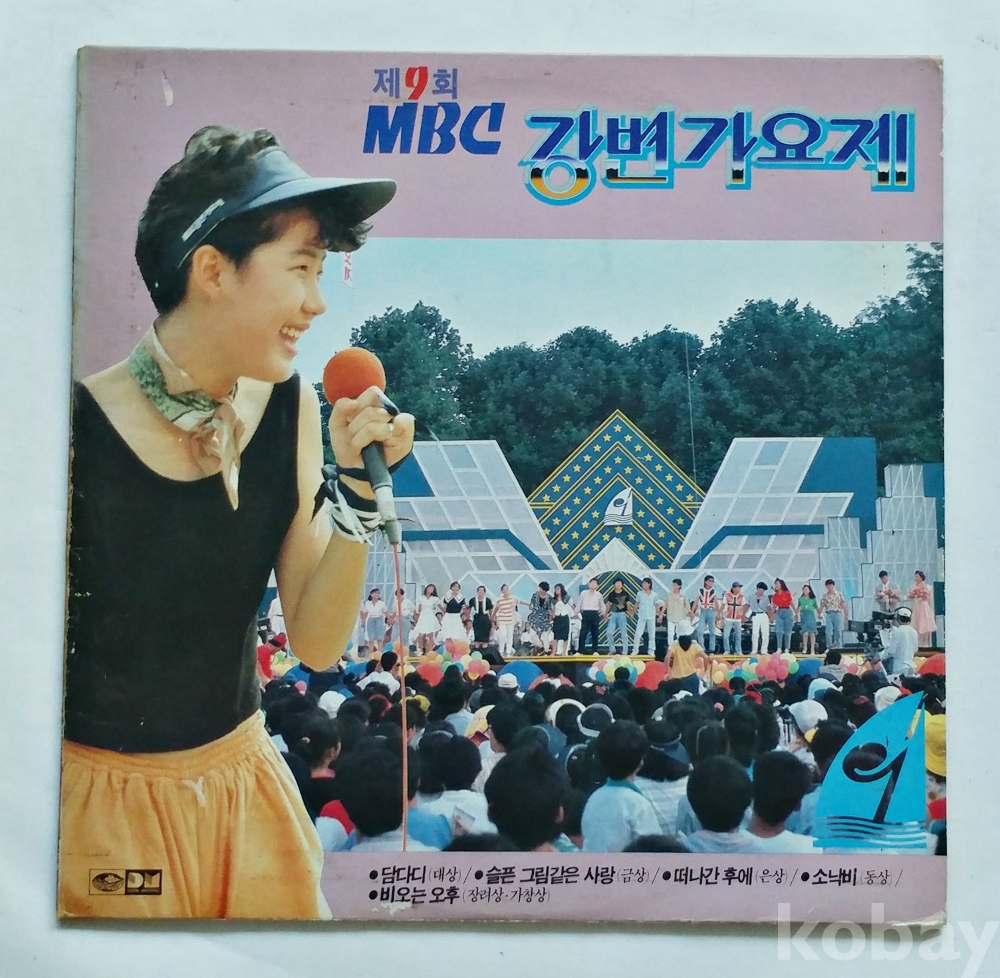 제9회
MBC 강변가요제
9
•담다디(대상)/•슬픈 그림같은 사랑(금상)/•떠나간 후에(은상)/•소낙비(동상)/
•비오는 오후(장려상·가창상)
kobay